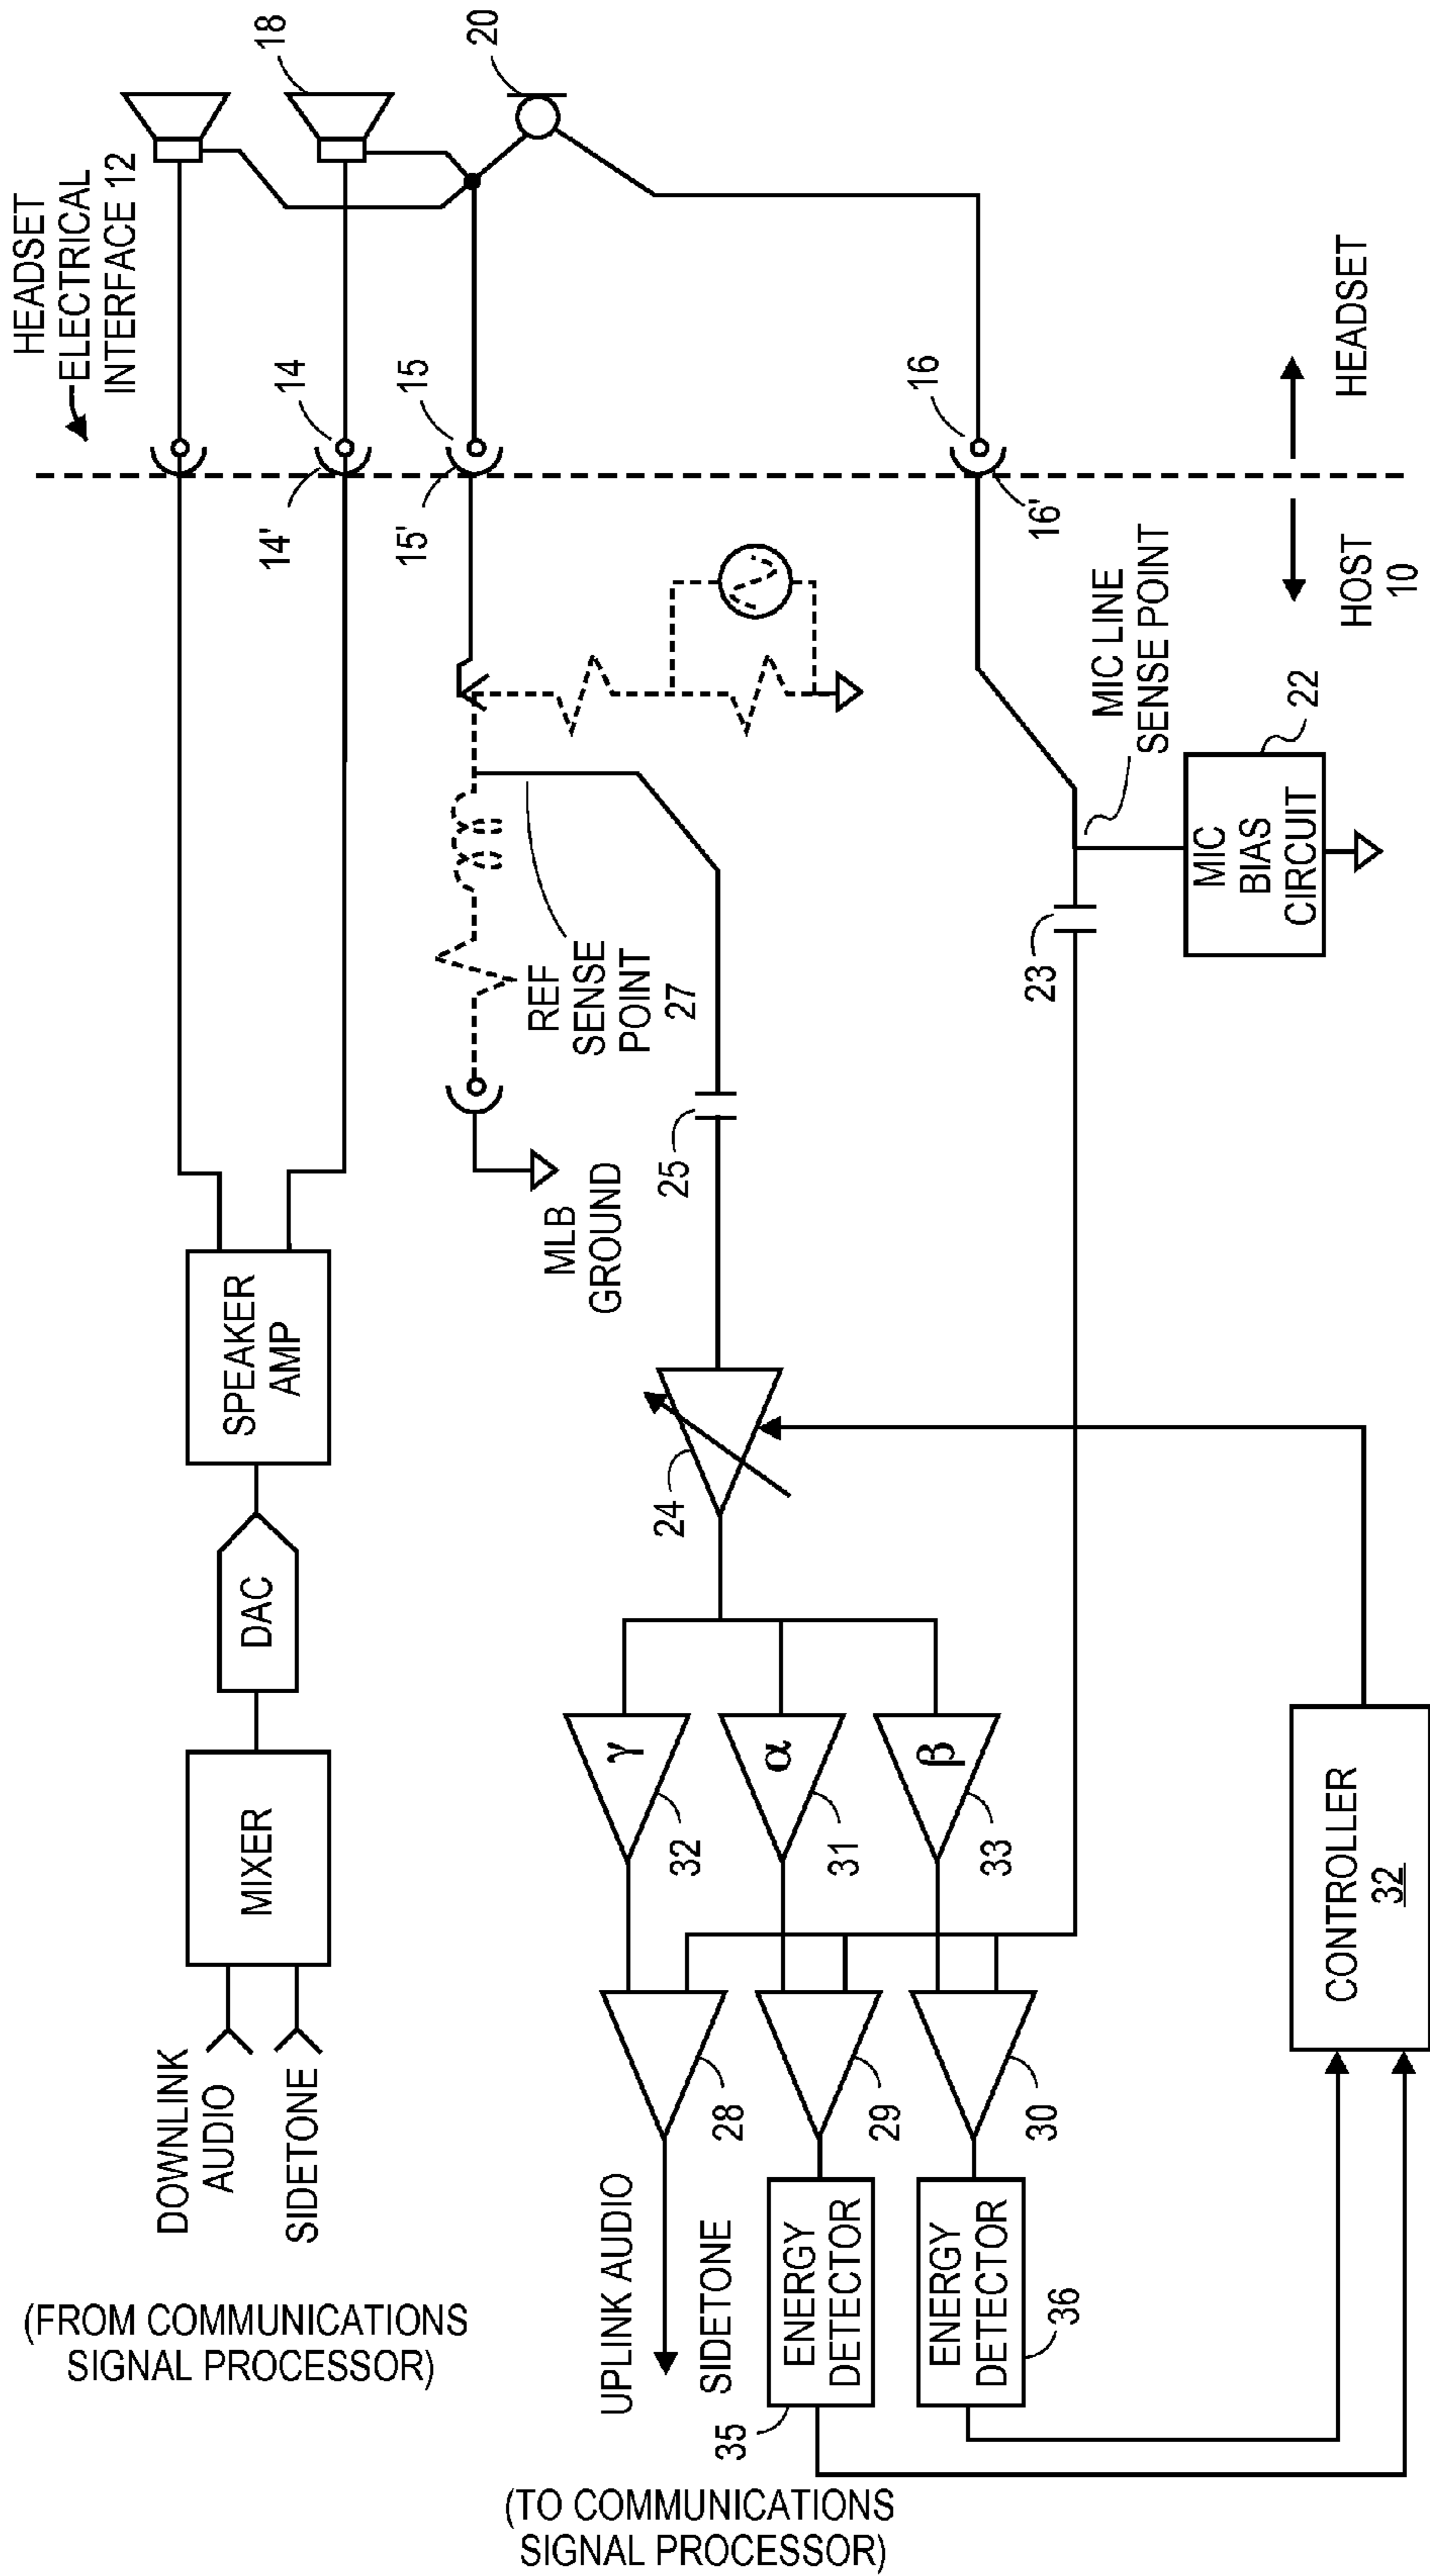 (FROM COMMUNICATIONS
SIGNAL PROCESSOR)
DOWNLINK
AUDIO
SIDETONE
MIXER
DAC
SPEAKER
AMP
HEADSET
ELECTRICAL
INTERFACE 12
14'
14
18
15'
15
20
MLB
GROUND
REF
SENSE
POINT
27
25
24
γ
32
α
31
β
33
28
29
30
UPLINK AUDIO
SIDETONE
ENERGY
DETECTOR
35
ENERGY
DETECTOR
36
(TO COMMUNICATIONS
SIGNAL PROCESSOR)
16
16'
MIC LINE
SENSE POINT
23
MIC
BIAS
CIRCUIT
22
CONTROLLER
32
HOST
10
HEADSET